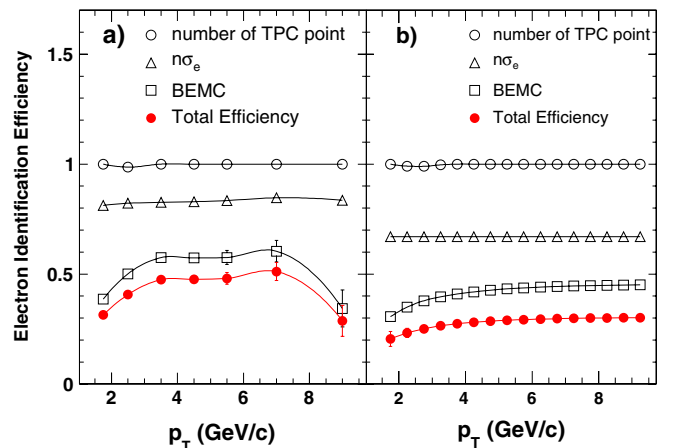 a)
number of TPC point
nσe
BEMC
Total Efficiency
b)
number of TPC point
nσe
BEMC
Total Efficiency
Electron Identification Efficiency
1.5
1
0.5
0
2 4 6 8
2 4 6 8
pT (GeV/c)
pT (GeV/c)